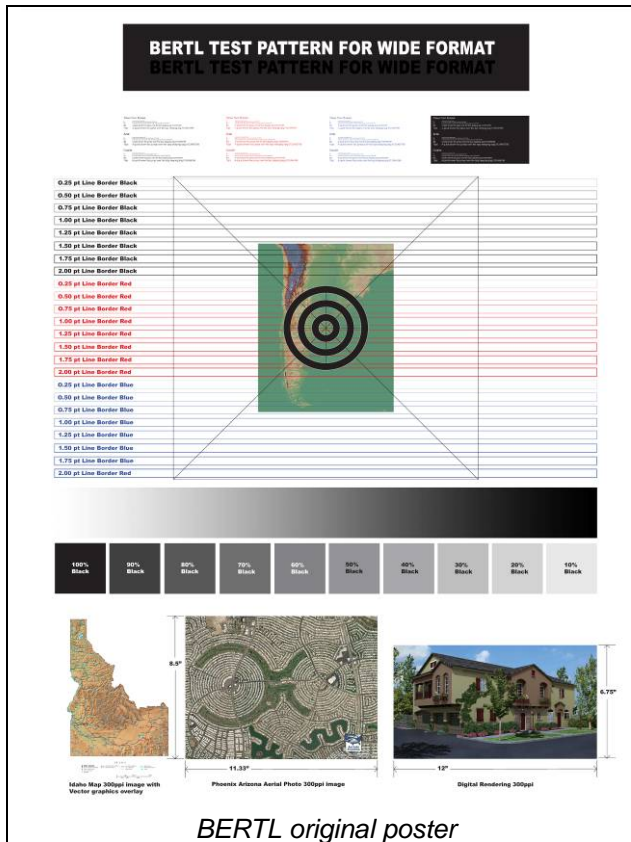 BERTL TEST PATTERN FOR WIDE FORMAT
BERTL TEST PATTERN FOR WIDE FORMAT
0.25 pt Line Border Black
0.50 pt Line Border Black
0.75 pt Line Border Black
1.00 pt Line Border Black
1.25 pt Line Border Black
1.50 pt Line Border Black
1.75 pt Line Border Black
2.00 pt Line Border Black
0.25 pt Line Border Red
0.50 pt Line Border Red
0.75 pt Line Border Red
1.00 pt Line Border Red
1.25 pt Line Border Red
1.50 pt Line Border Red
1.75 pt Line Border Red
2.00 pt Line Border Red
0.25 pt Line Border Blue
0.50 pt Line Border Blue
0.75 pt Line Border Blue
1.00 pt Line Border Blue
1.25 pt Line Border Blue
1.50 pt Line Border Blue
1.75 pt Line Border Blue
2.00 pt Line Border Red
100% Black
90% Black
80% Black
70% Black
60% Black
50% Black
40% Black
30% Black
20% Black
10% Black
8.5"
6.75"
11.33"
12"
Idaho Map 300ppi image with
Vector graphics overlay
Phoenix Arizona Aerial Photo 300ppi image
Digital Rendering 300ppi
BERTL original poster